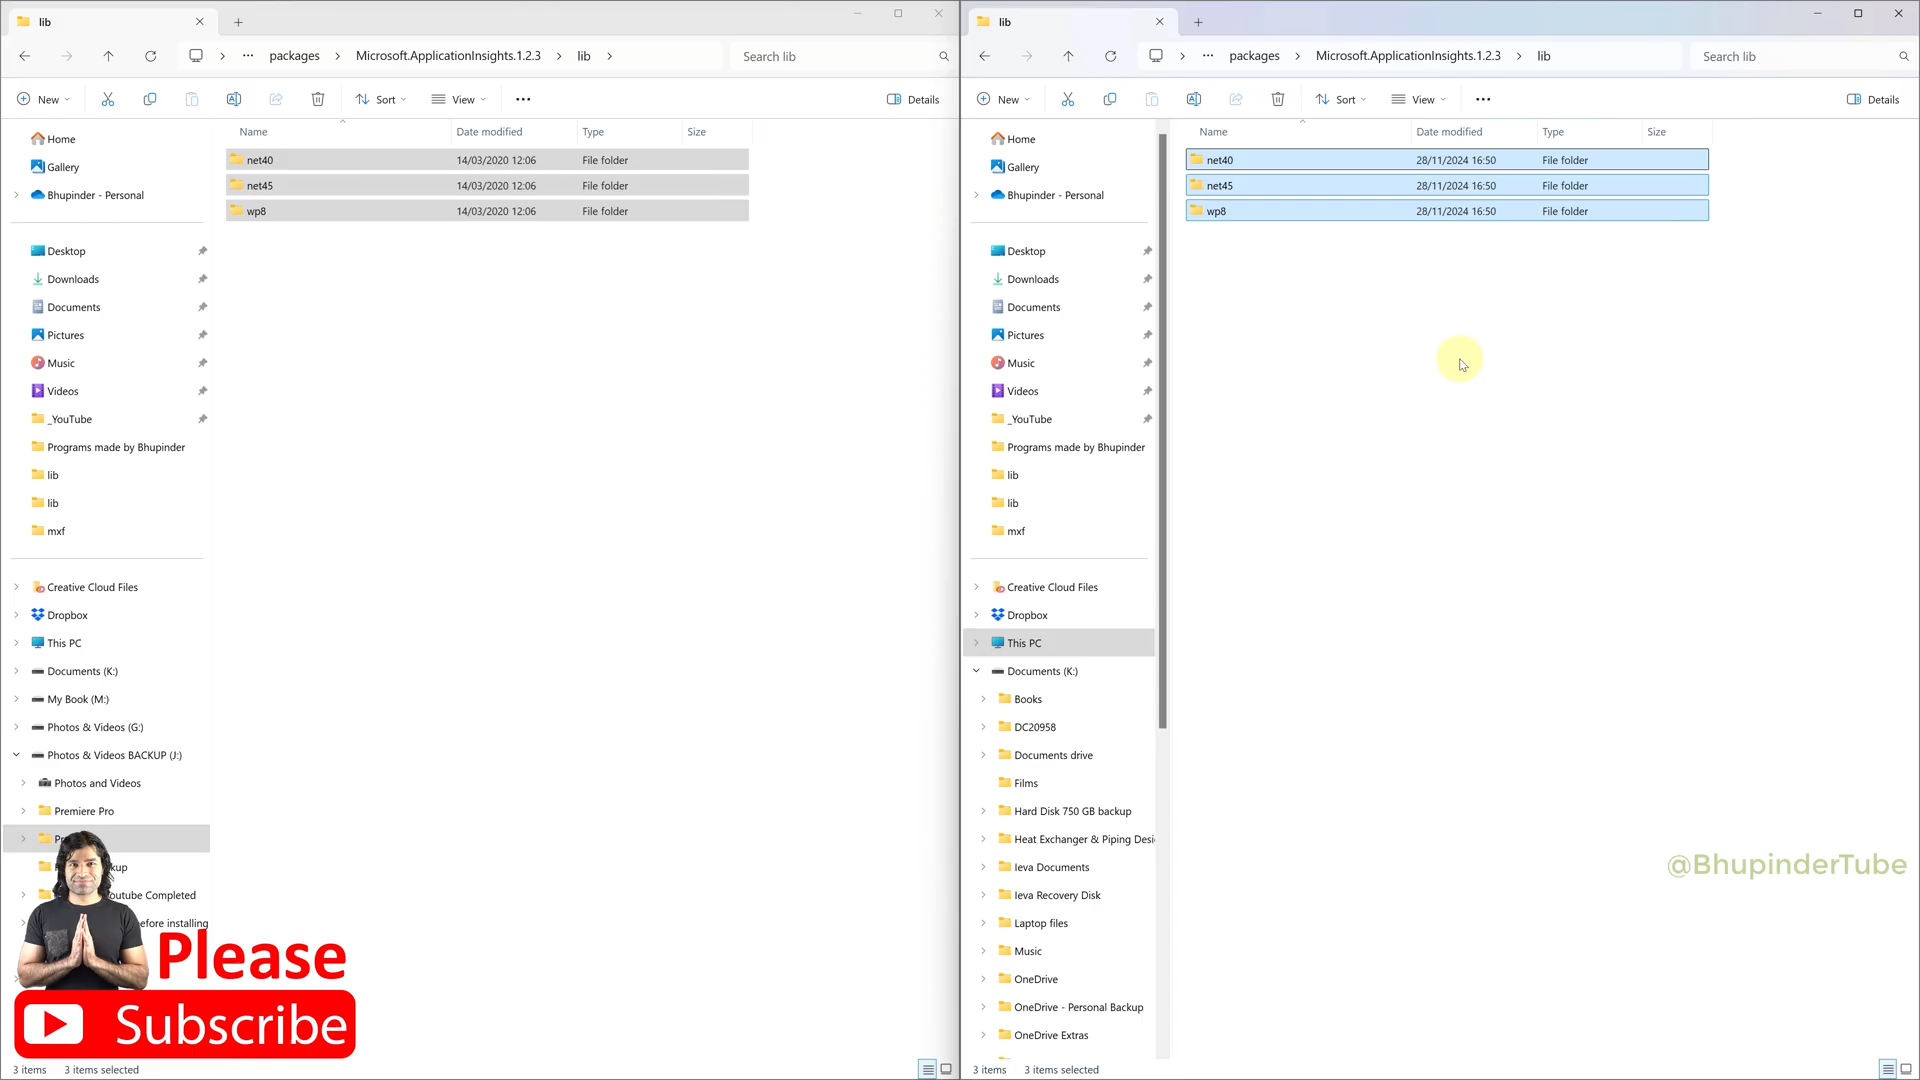 lib
packages
Microsoft.ApplicationInsights.1.2.3
lib
Search lib
New
Sort
View
Details
Home
Gallery
Bhupinder - Personal
Desktop
Downloads
Documents
Pictures
Music
Videos
_YouTube
Programs made by Bhupinder
lib
lib
mxf
Creative Cloud Files
Dropbox
This PC
Documents (K:)
My Book (M:)
Photos & Videos (G:)
Photos & Videos BACKUP (J:)
Photos and Videos
Premiere Pro
Name Date modified Type Size
net40 14/03/2020 12:06 File folder
net45 14/03/2020 12:06 File folder
wp8 14/03/2020 12:06 File folder
Completed
before installing
Please
Subscribe
3 items 3 items selected
lib
packages
Microsoft.ApplicationInsights.1.2.3
lib
Search lib
New
Sort
View
Details
Home
Gallery
Bhupinder - Personal
Desktop
Downloads
Documents
Pictures
Music
Videos
_YouTube
Programs made by Bhupinder
lib
lib
mxf
Creative Cloud Files
Dropbox
This PC
Documents (K:)
Books
DC20958
Documents drive
Films
Hard Disk 750 GB backup
Heat Exchanger & Piping Desi
Ieva Documents
Ieva Recovery Disk
Laptop files
Music
OneDrive
OneDrive - Personal Backup
OneDrive Extras
Name Date modified Type Size
net40 28/11/2024 16:50 File folder
net45 28/11/2024 16:50 File folder
wp8 28/11/2024 16:50 File folder
@BhupinderTube
3 items 3 items selected